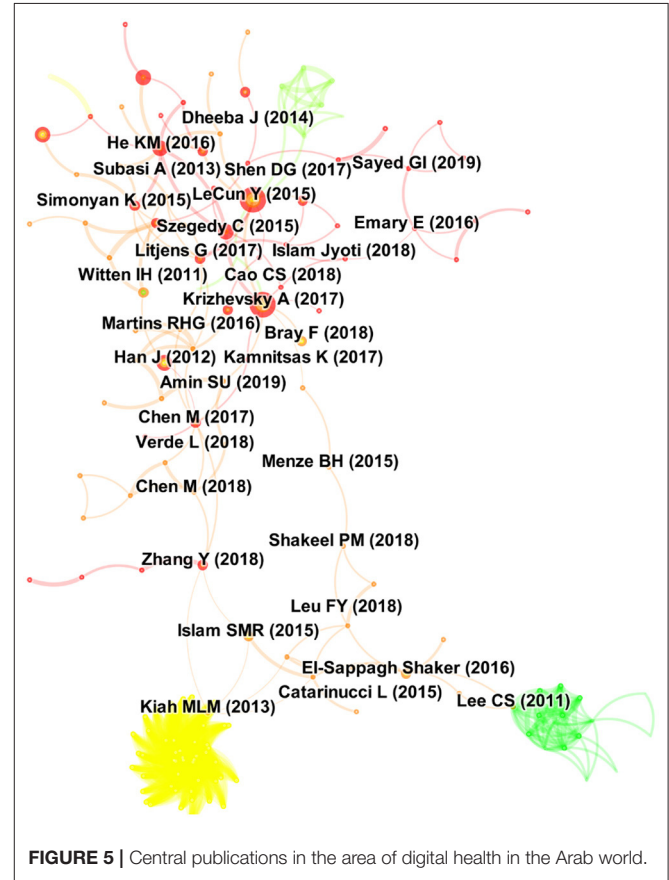 Dheeba J (2014)
He KM (2016)
Subasi A (2013) Shen DG (2017) Sayed GI (2019)
Simonyan K (2015) LeCun Y (2015)
Szegedy C (2015) Emary E (2016)
Litjens G (2017) Islam Jyoti (2018)
Witten IH (2011) Cao CS (2018)
Krizhevsky A (2017)
Martins RHG (2016) Bray F (2018)
Han J (2012) Kamnitsas K (2017)
Amin SU (2019)
Chen M (2017)
Verde L (2018)
Menze BH (2015)
Chen M (2018)
Shakeel PM (2018)
Zhang Y (2018)
Leu FY (2018)
Islam SMR (2015)
El-Sappagh Shaker (2016)
Catarinucci L (2015)
Kiah MLM (2013) Lee CS (2011)
FIGURE 5 | Central publications in the area of digital health in the Arab world.